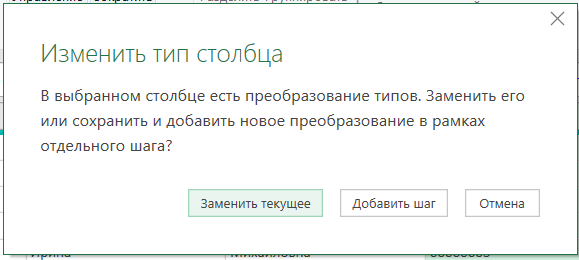 Изменить тип столбца
В выбранном столбце есть преобразование типов. Заменить его
или сохранить и добавить новое преобразование в рамках
отдельного шага?
Заменить текущее Добавить шаг Отмена